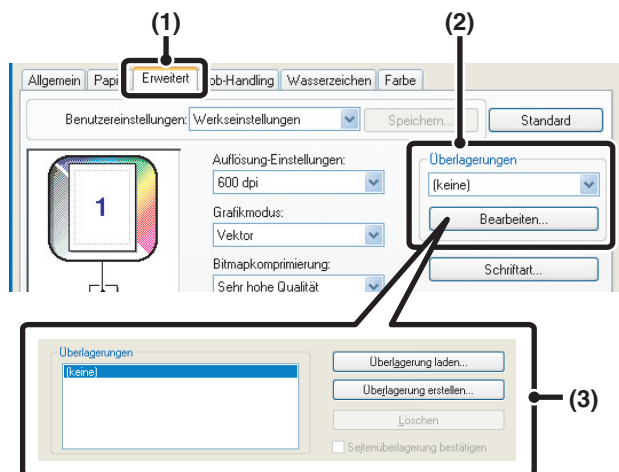 (1) (2)
Allgemein Papi Erweitert ob-Handling Wasserzeichen Farbe
Benutzereinstellungen: Werkseinstellungen Speichern... Standard
Auflösung-Einstellungen: Überlagerungen
600 dpi (keine)
1
Grafikmodus: Bearbeiten...
Vektor
Bitmapkomprimierung: Schriftart...
Sehr hohe Qualität
Überlagerungen Überlagerung laden...
(keine)
Überlagerung erstellen... (3)
Löschen
Seitenüberlagerung bestätigen